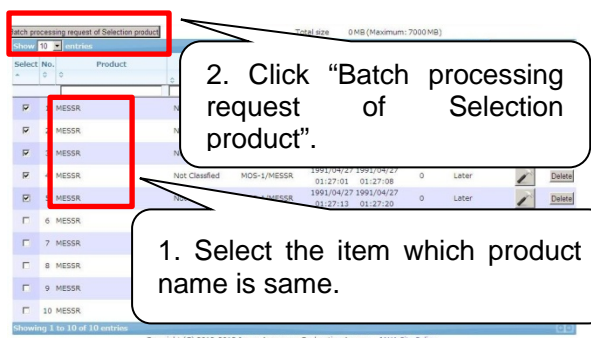 Batch processing request of Selection product Total size 0 MB (Maximum: 7000 MB)
Show 10 entries
Select No. Product
2. Click “Batch processing
request of Selection
product”.
1 MESSR
2 MESSR
3 MESSR
4 MESSR Not Classfied MOS-1/MESSR 1991/04/27 01:27:01 1991/04/27 01:27:08 0 Later Delete
5 MESSR 1991/04/27 01:27:13 1991/04/27 01:27:20 0 Later Delete
6 MESSR
7 MESSR
8 MESSR
9 MESSR
10 MESSR
1. Select the item which product
name is same.
Showing 1 to 10 of 10 entries